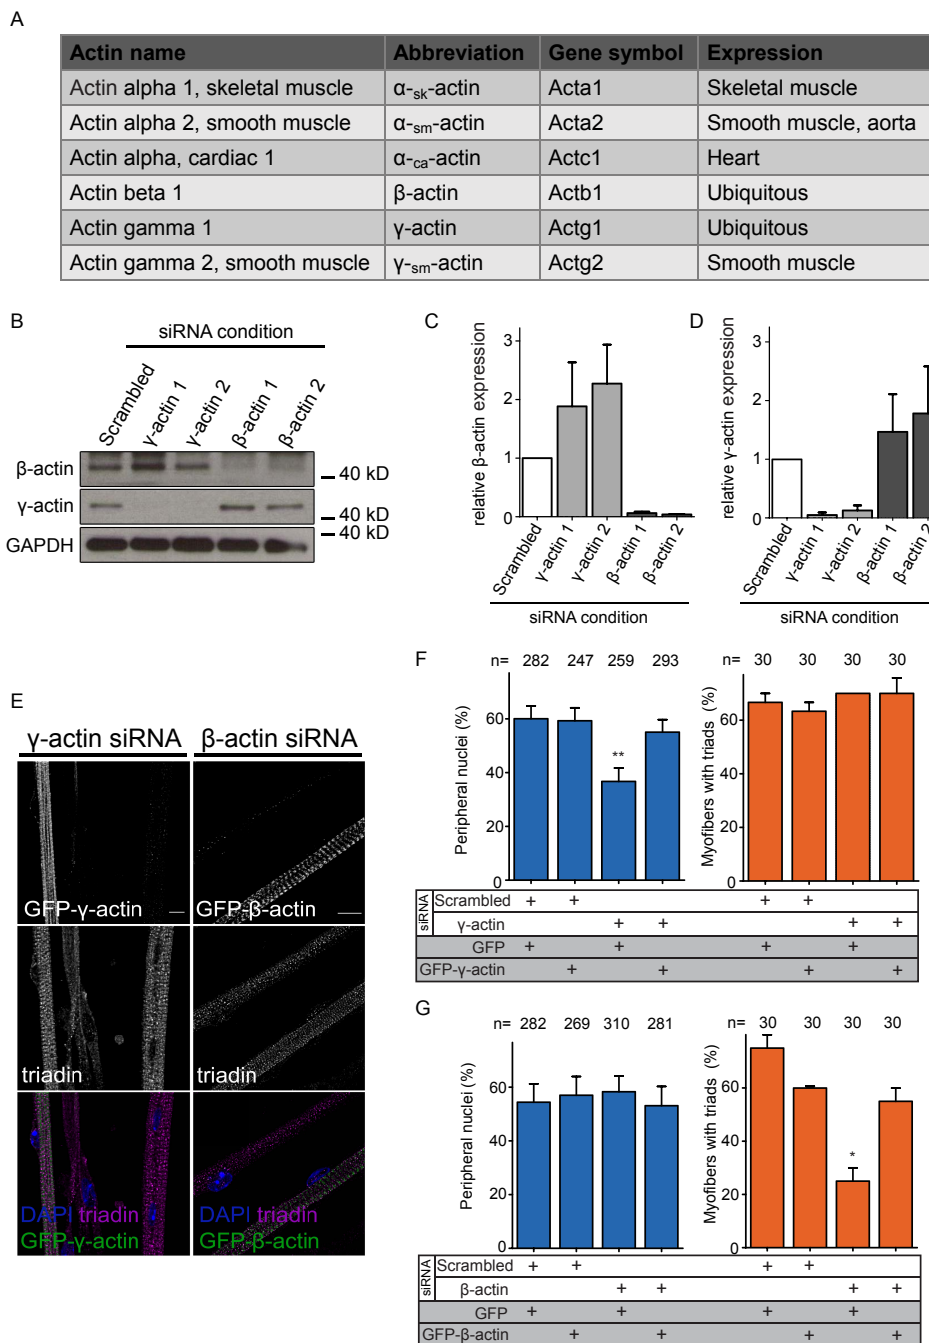 A
Actin name Abbreviation Gene symbol Expression
Actin alpha 1, skeletal muscle α-sk-actin Acta1 Skeletal muscle
Actin alpha 2, smooth muscle α-sm-actin Acta2 Smooth muscle, aorta
Actin alpha, cardiac 1 α-ca-actin Actc1 Heart
Actin beta 1 β-actin Actb1 Ubiquitous
Actin gamma 1 γ-actin Actg1 Ubiquitous
Actin gamma 2, smooth muscle γ-sm-actin Actg2 Smooth muscle
B
siRNA condition
Scrambled γ-actin 1 γ-actin 2 β-actin 1 β-actin 2
β-actin 40 kD
γ-actin 40 kD
GAPDH 40 kD
C
relative β-actin expression
3
2
1
0
Scrambled γ-actin 1 γ-actin 2 β-actin 1 β-actin 2
siRNA condition
D
relative γ-actin expression
3
2
1
0
Scrambled γ-actin 1 γ-actin 2 β-actin 1 β-actin 2
siRNA condition
E
γ-actin siRNA β-actin siRNA
GFP-γ-actin GFP-β-actin
triadin triadin
DAPI triadin DAPI triadin
GFP-γ-actin GFP-β-actin
F
n= 282 247 259 293
Peripheral nuclei (%)
60
40
20
0
**
n= 30 30 30 30
Myofibers with triads (%)
60
20
0
siRNA
Scrambled + + + +
γ-actin + + + +
GFP + + + +
GFP-γ-actin + + + +
G
n= 282 269 310 281
Peripheral nuclei (%)
60
40
20
0
n= 30 30 30 30
Myofibers with triads (%)
60
20
0
*
siRNA
Scrambled + + + +
β-actin + + + +
GFP + + + +
GFP-β-actin + + + +